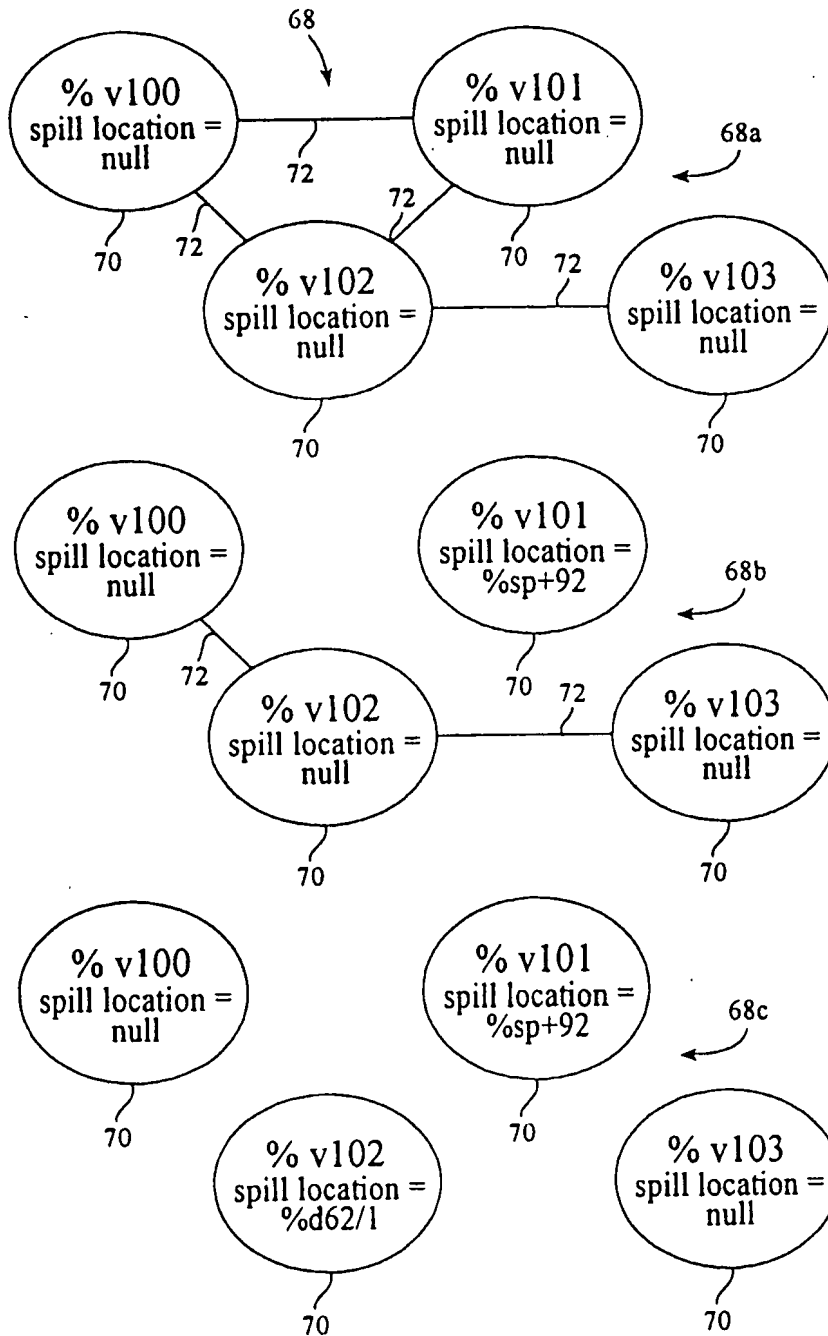 68
% v100
spill location =
null
% v101
spill location =
null
72
68a
72
72
70
70
% v102
spill location =
null
72
% v103
spill location =
null
70
70
% v100
spill location =
null
% v101
spill location =
%sp+92
68b
70
72
70
% v102
spill location =
null
72
% v103
spill location =
null
70
70
% v100
spill location =
null
% v101
spill location =
%sp+92
68c
70
70
% v102
spill location =
%d62/1
% v103
spill location =
null
70
70